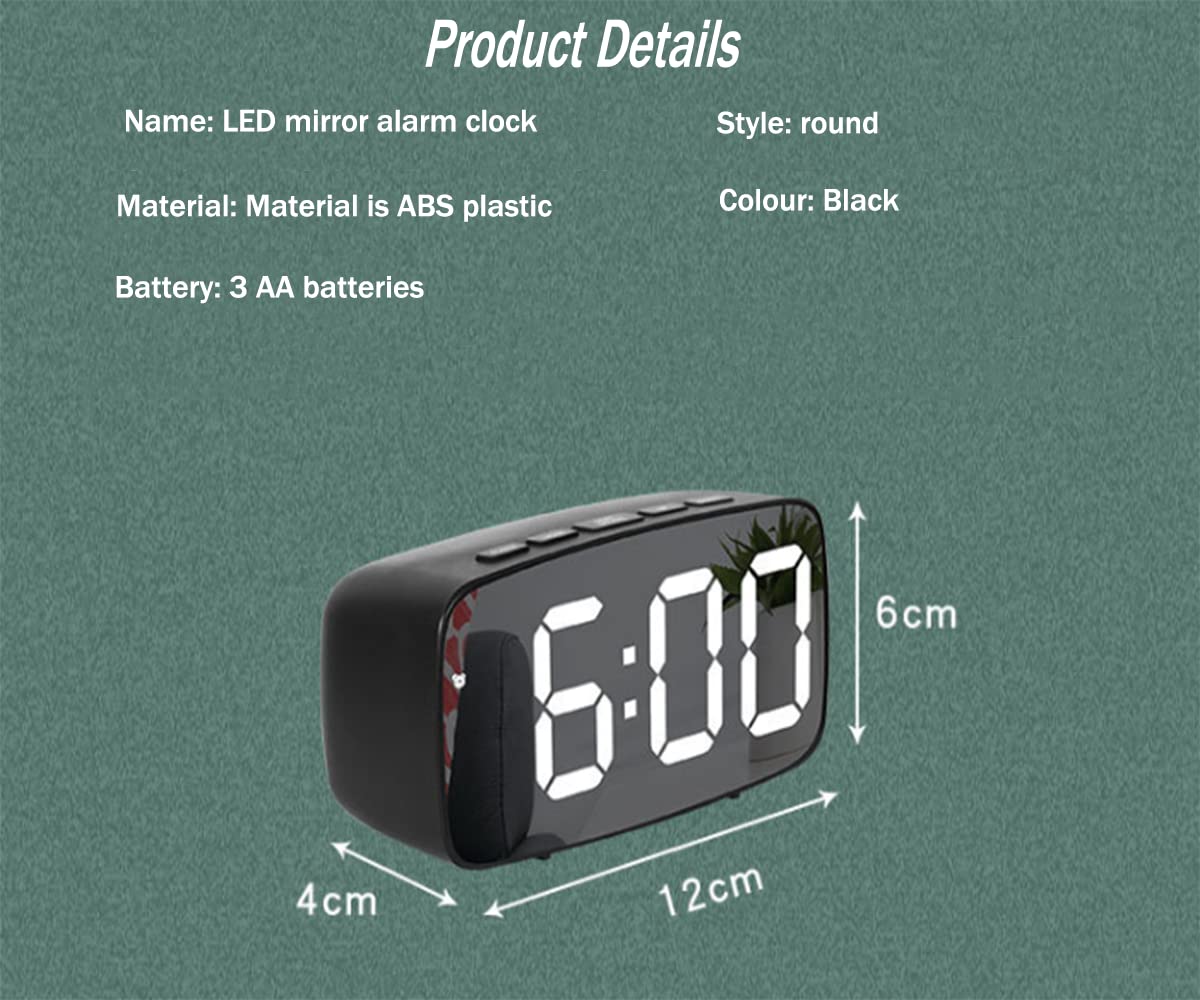 Product Details
Name: LED mirror alarm clock
Style: round
Material: Material is ABS plastic
Colour: Black
Battery: 3 AA batteries
6:00
6cm
4cm
12cm